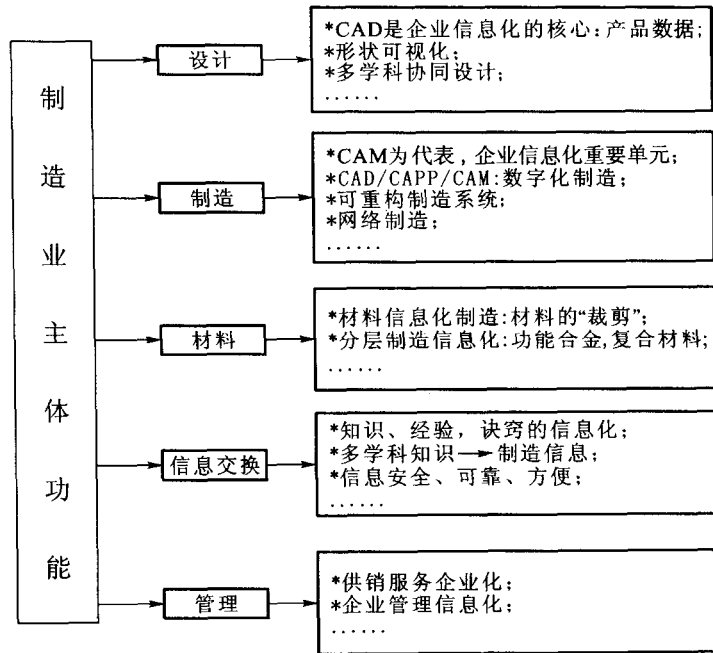 制造业主体功能
设计
*CAD是企业信息化的核心：产品数据；
*形状可视化；
*多学科协同设计；
……
制造
*CAM为代表，企业信息化重要单元；
*CAD/CAPP/CAM：数字化制造；
*可重构制造系统；
*网络制造；
……
材料
*材料信息化制造：材料的“裁剪”；
*分层制造信息化：功能合金，复合材料；
……
信息交换
*知识、经验，诀窍的信息化；
*多学科知识→制造信息；
*信息安全、可靠、方便；
……
管理
*供销服务企业化；
*企业管理信息化；
……